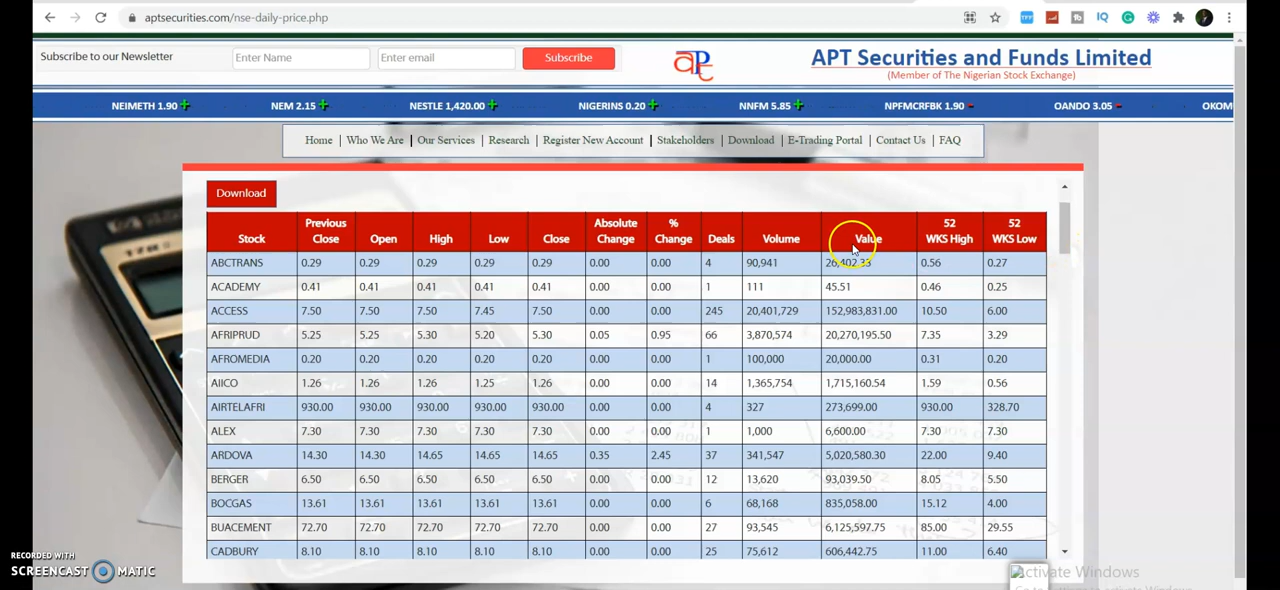 aptsecurities.com/nse-daily-price.php
Subscribe to our Newsletter Enter Name Enter email Subscribe
apt
APT Securities and Funds Limited
(Member of The Nigerian Stock Exchange)
NEIMETH 1.90 NEM 2.15 NESTLE 1,420.00 NIGERINS 0.20 NNFM 5.85 NPFMCRFBK 1.90 OANDO 3.05 OKOM
Home | Who We Are | Our Services | Research | Register New Account | Stakeholders | Download | E-Trading Portal | Contact Us | FAQ
Download
Stock Previous Close Open High Low Close Absolute Change % Change Deals Volume Value 52 WKS High 52 WKS Low
ABCTRANS 0.29 0.29 0.29 0.29 0.29 0.00 0.00 4 90,941 26,402.33 0.56 0.27
ACADEMY 0.41 0.41 0.41 0.41 0.41 0.00 0.00 1 111 45.51 0.46 0.25
ACCESS 7.50 7.50 7.50 7.45 7.50 0.00 0.00 245 20,401,729 152,983,831.00 10.50 6.00
AFRIPRUD 5.25 5.25 5.30 5.20 5.30 0.05 0.95 66 3,870,574 20,270,195.50 7.35 3.29
AFROMEDIA 0.20 0.20 0.20 0.20 0.20 0.00 0.00 1 100,000 20,000.00 0.31 0.20
AIICO 1.26 1.26 1.26 1.25 1.26 0.00 0.00 14 1,365,754 1,715,160.54 1.59 0.56
AIRTELAFRI 930.00 930.00 930.00 930.00 930.00 0.00 0.00 4 327 273,699.00 930.00 328.70
ALEX 7.30 7.30 7.30 7.30 7.30 0.00 0.00 1 1,000 6,600.00 7.30 7.30
ARDOVA 14.30 14.30 14.65 14.65 14.65 0.35 2.45 37 341,547 5,020,580.30 22.00 9.40
BERGER 6.50 6.50 6.50 6.50 6.50 0.00 0.00 12 13,620 93,039.50 8.05 5.50
BOCGAS 13.61 13.61 13.61 13.61 13.61 0.00 0.00 6 68,168 835,058.00 15.12 4.00
BUACEMENT 72.70 72.70 72.70 72.70 72.70 0.00 0.00 27 93,545 6,125,597.75 85.00 29.55
CADBURY 8.10 8.10 8.10 8.10 8.10 0.00 0.00 25 75,612 606,442.75 11.00 6.40
RECORDED WITH
SCREENCAST MATIC
Activate Windows